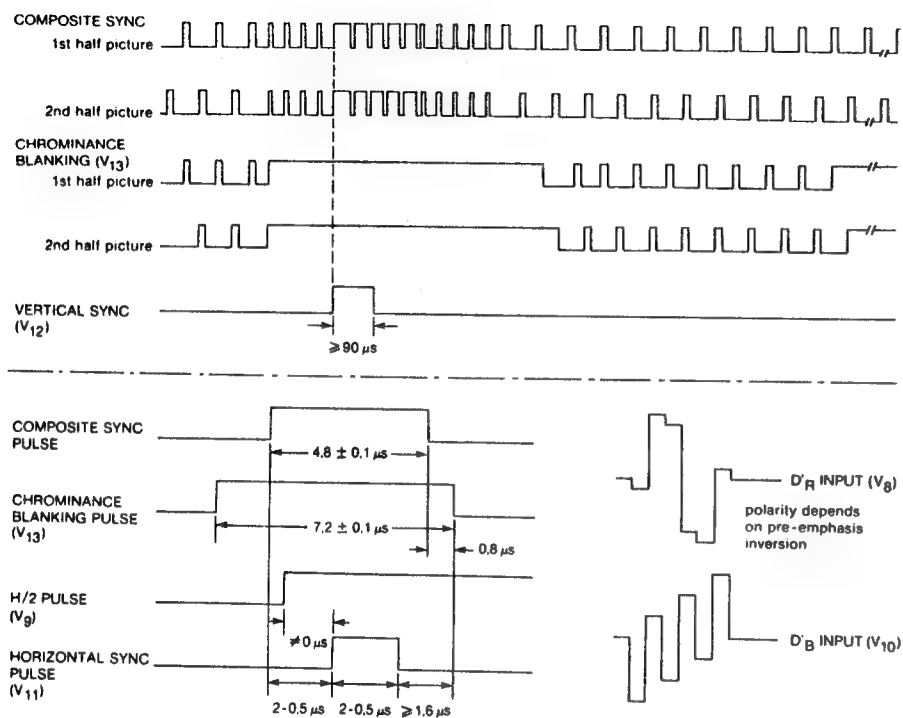 COMPOSITE SYNC
1st half picture
2nd half picture
CHROMINANCE
BLANKING (V13)
1st half picture
2nd half picture
VERTICAL SYNC
(V12)
⩾90 µs
COMPOSITE SYNC
PULSE
4,8 ± 0,1 µs
CHROMINANCE
BLANKING PULSE
(V13)
7,2 ± 0,1 µs
0,8 µs
H/2 PULSE
(V9)
≠0 µs
HORIZONTAL SYNC
PULSE
(V11)
2-0,5 µs
2-0,5 µs
⩾1,6 µs
D'R INPUT (V8)
polarity depends
on pre-emphasis
inversion
D'B INPUT (V10)